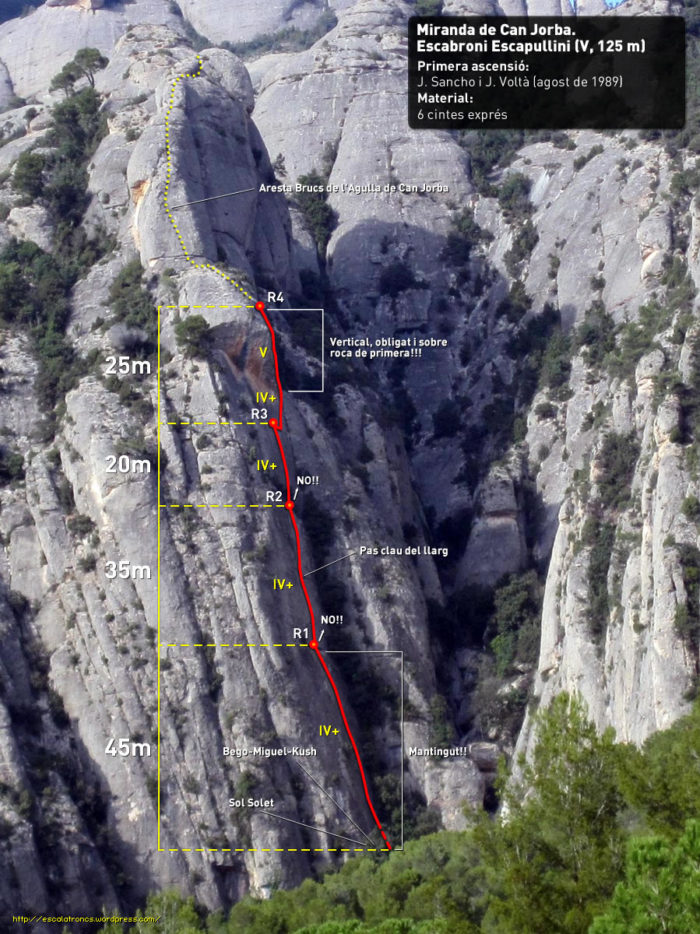 Miranda de Can Jorba.
Escabroni Escapullini (V, 125 m)
Primera ascensió:
J. Sancho i J. Voltà (agost de 1989)
Material:
6 cintes exprés
Aresta Brucs de l'Agulla de Can Jorba
R4
Vertical, obligat i sobre
roca de primera!!!
V
25m
IV+
R3
20m
IV+
NO!!
R2
Pas clau del llarg
35m
IV+
NO!!
R1
IV+
45m
Bego-Miguel-Kush
Mantingut!!
Sol Solet
http://escalatroncs.wordpress.com/